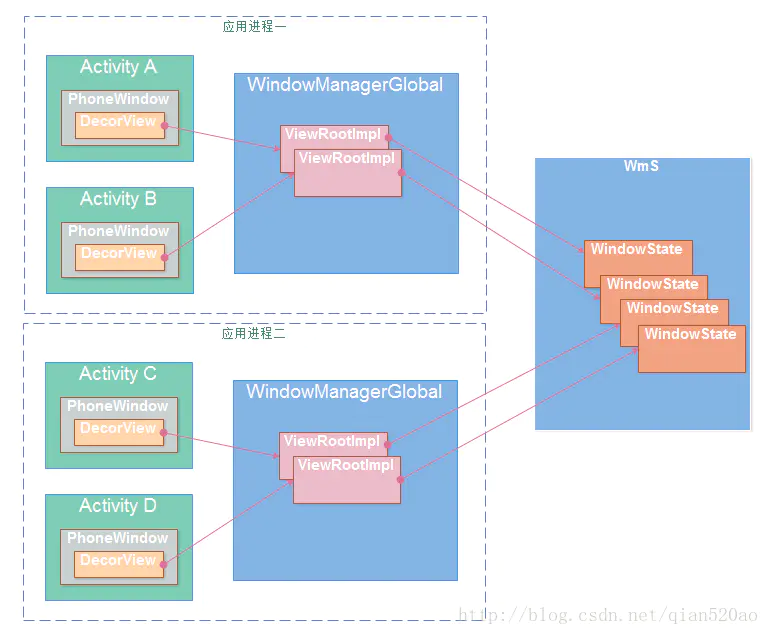 应用进程一
Activity A
PhoneWindow
DecorView
Activity B
PhoneWindow
DecorView
WindowManagerGlobal
ViewRootImpl
ViewRootImpl
WmS
WindowState
WindowState
WindowState
WindowState
应用进程二
Activity C
PhoneWindow
DecorView
Activity D
PhoneWindow
DecorView
WindowManagerGlobal
ViewRootImpl
ViewRootImpl
http://blog.csdn.net/qian520ao